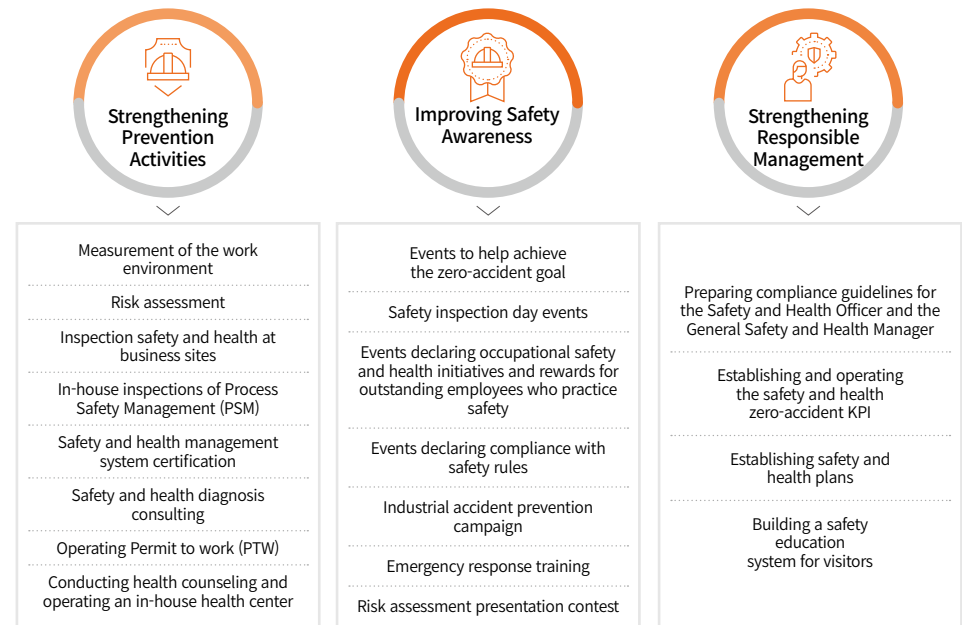 Strengthening
Prevention
Activities
Measurement of the work
environment
Risk assessment
Inspection safety and health at
business sites
In-house inspections of Process
Safety Management (PSM)
Safety and health management
system certification
Safety and health diagnosis
consulting
Operating Permit to work (PTW)
Conducting health counseling and
operating an in-house health center
Improving Safety
Awareness
Events to help achieve
the zero-accident goal
Safety inspection day events
Events declaring occupational safety
and health initiatives and rewards for
outstanding employees who practice
safety
Events declaring compliance with
safety rules
Industrial accident prevention
campaign
Emergency response training
Risk assessment presentation contest
Strengthening
Responsible
Management
Preparing compliance guidelines for
the Safety and Health Officer and the
General Safety and Health Manager
Establishing and operating
the safety and health
zero-accident KPI
Establishing safety and
health plans
Building a safety
education
system for visitors